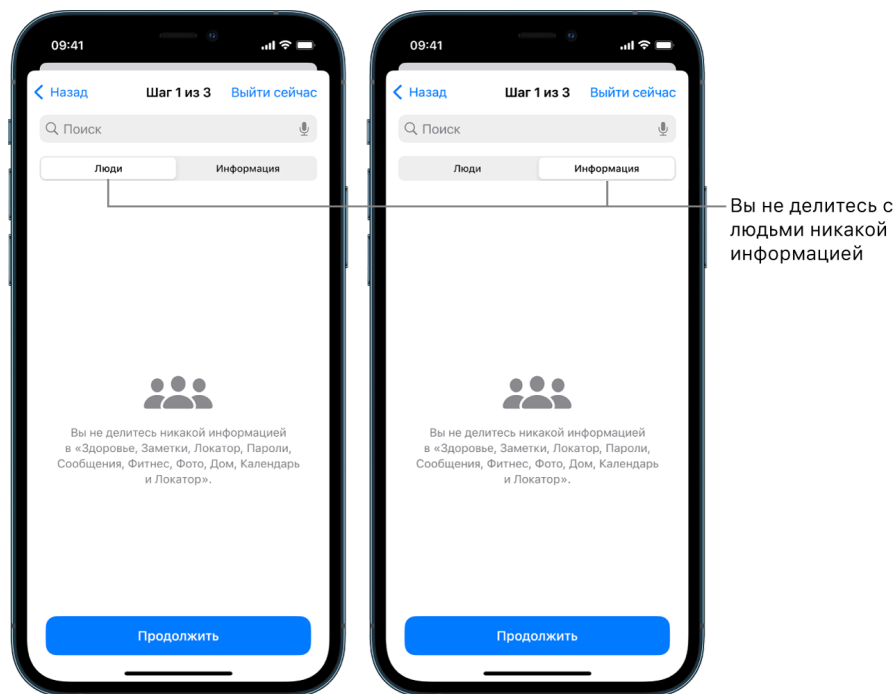 09:41
Назад
Шаг 1 из 3
Выйти сейчас
Поиск
Люди
Информация
Вы не делитесь никакой информацией
в «Здоровье, Заметки, Локатор, Пароли,
Сообщения, Фитнес, Фото, Дом, Календарь
и Локатор».
Продолжить
09:41
Назад
Шаг 1 из 3
Выйти сейчас
Поиск
Люди
Информация
Вы не делитесь никакой информацией
в «Здоровье, Заметки, Локатор, Пароли,
Сообщения, Фитнес, Фото, Дом, Календарь
и Локатор».
Продолжить
Вы не делитесь с
людьми никакой
информацией